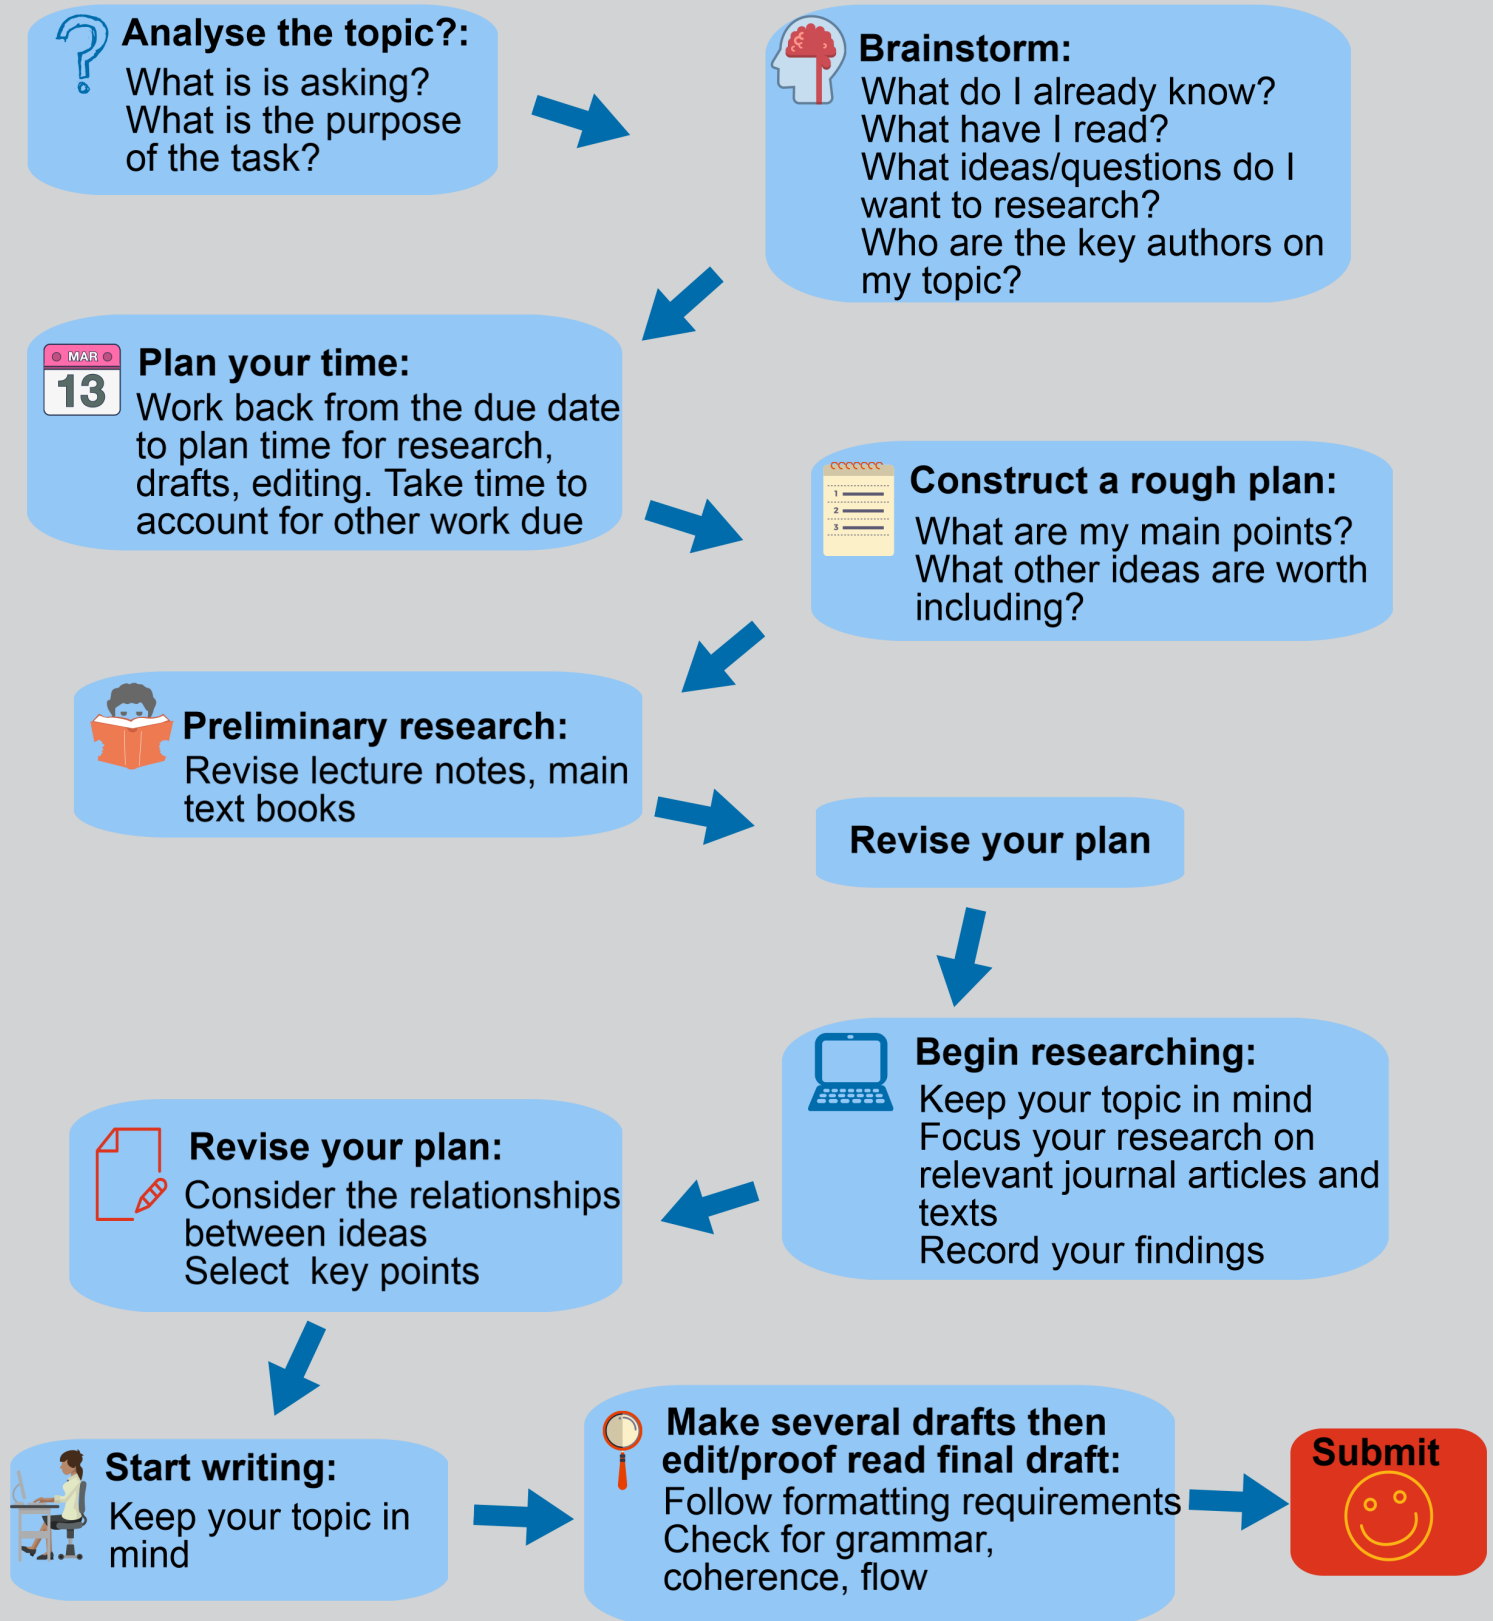 Analyse the topic?:
What is is asking?
What is the purpose
of the task?
Brainstorm:
What do I already know?
What have I read?
What ideas/questions do I
want to research?
Who are the key authors on
my topic?
MAR
13
Plan your time:
Work back from the due date
to plan time for research,
drafts, editing. Take time to
account for other work due
1
2
3
Construct a rough plan:
What are my main points?
What other ideas are worth
including?
Preliminary research:
Revise lecture notes, main
text books
Revise your plan
Begin researching:
Keep your topic in mind
Focus your research on
relevant journal articles and
texts
Record your findings
Revise your plan:
Consider the relationships
between ideas
Select  key points
Start writing:
Keep your topic in
mind
Make several drafts then
edit/proof read final draft:
Follow formatting requirements
Check for grammar,
coherence, flow
Submit